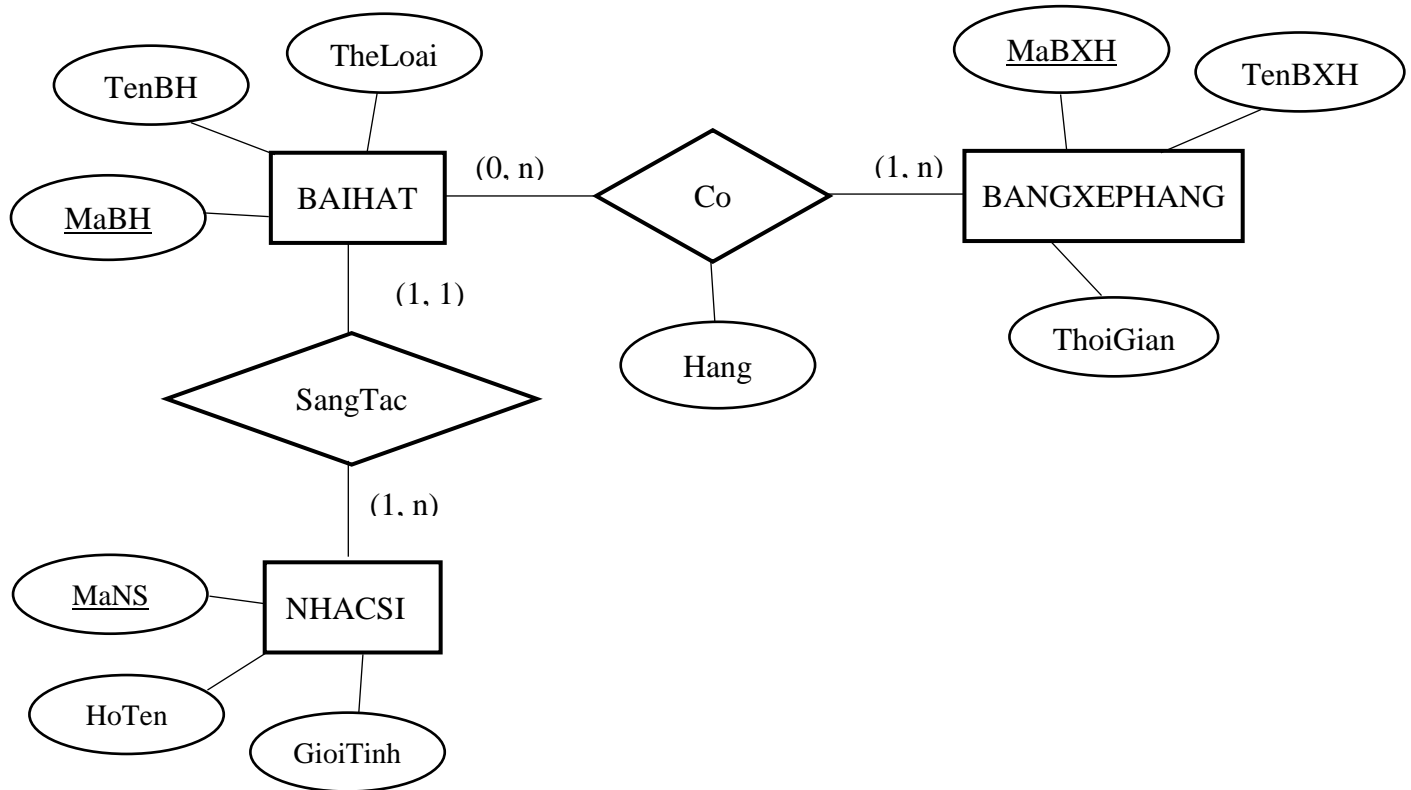 TheLoai
MaBXH
TenBH
TenBXH
(0, n)
(1, n)
BAIHAT
Co
BANGXEPHANG
MaBH
(1, 1)
ThoiGian
Hang
SangTac
(1, n)
MaNS
NHACSI
HoTen
GioiTinh